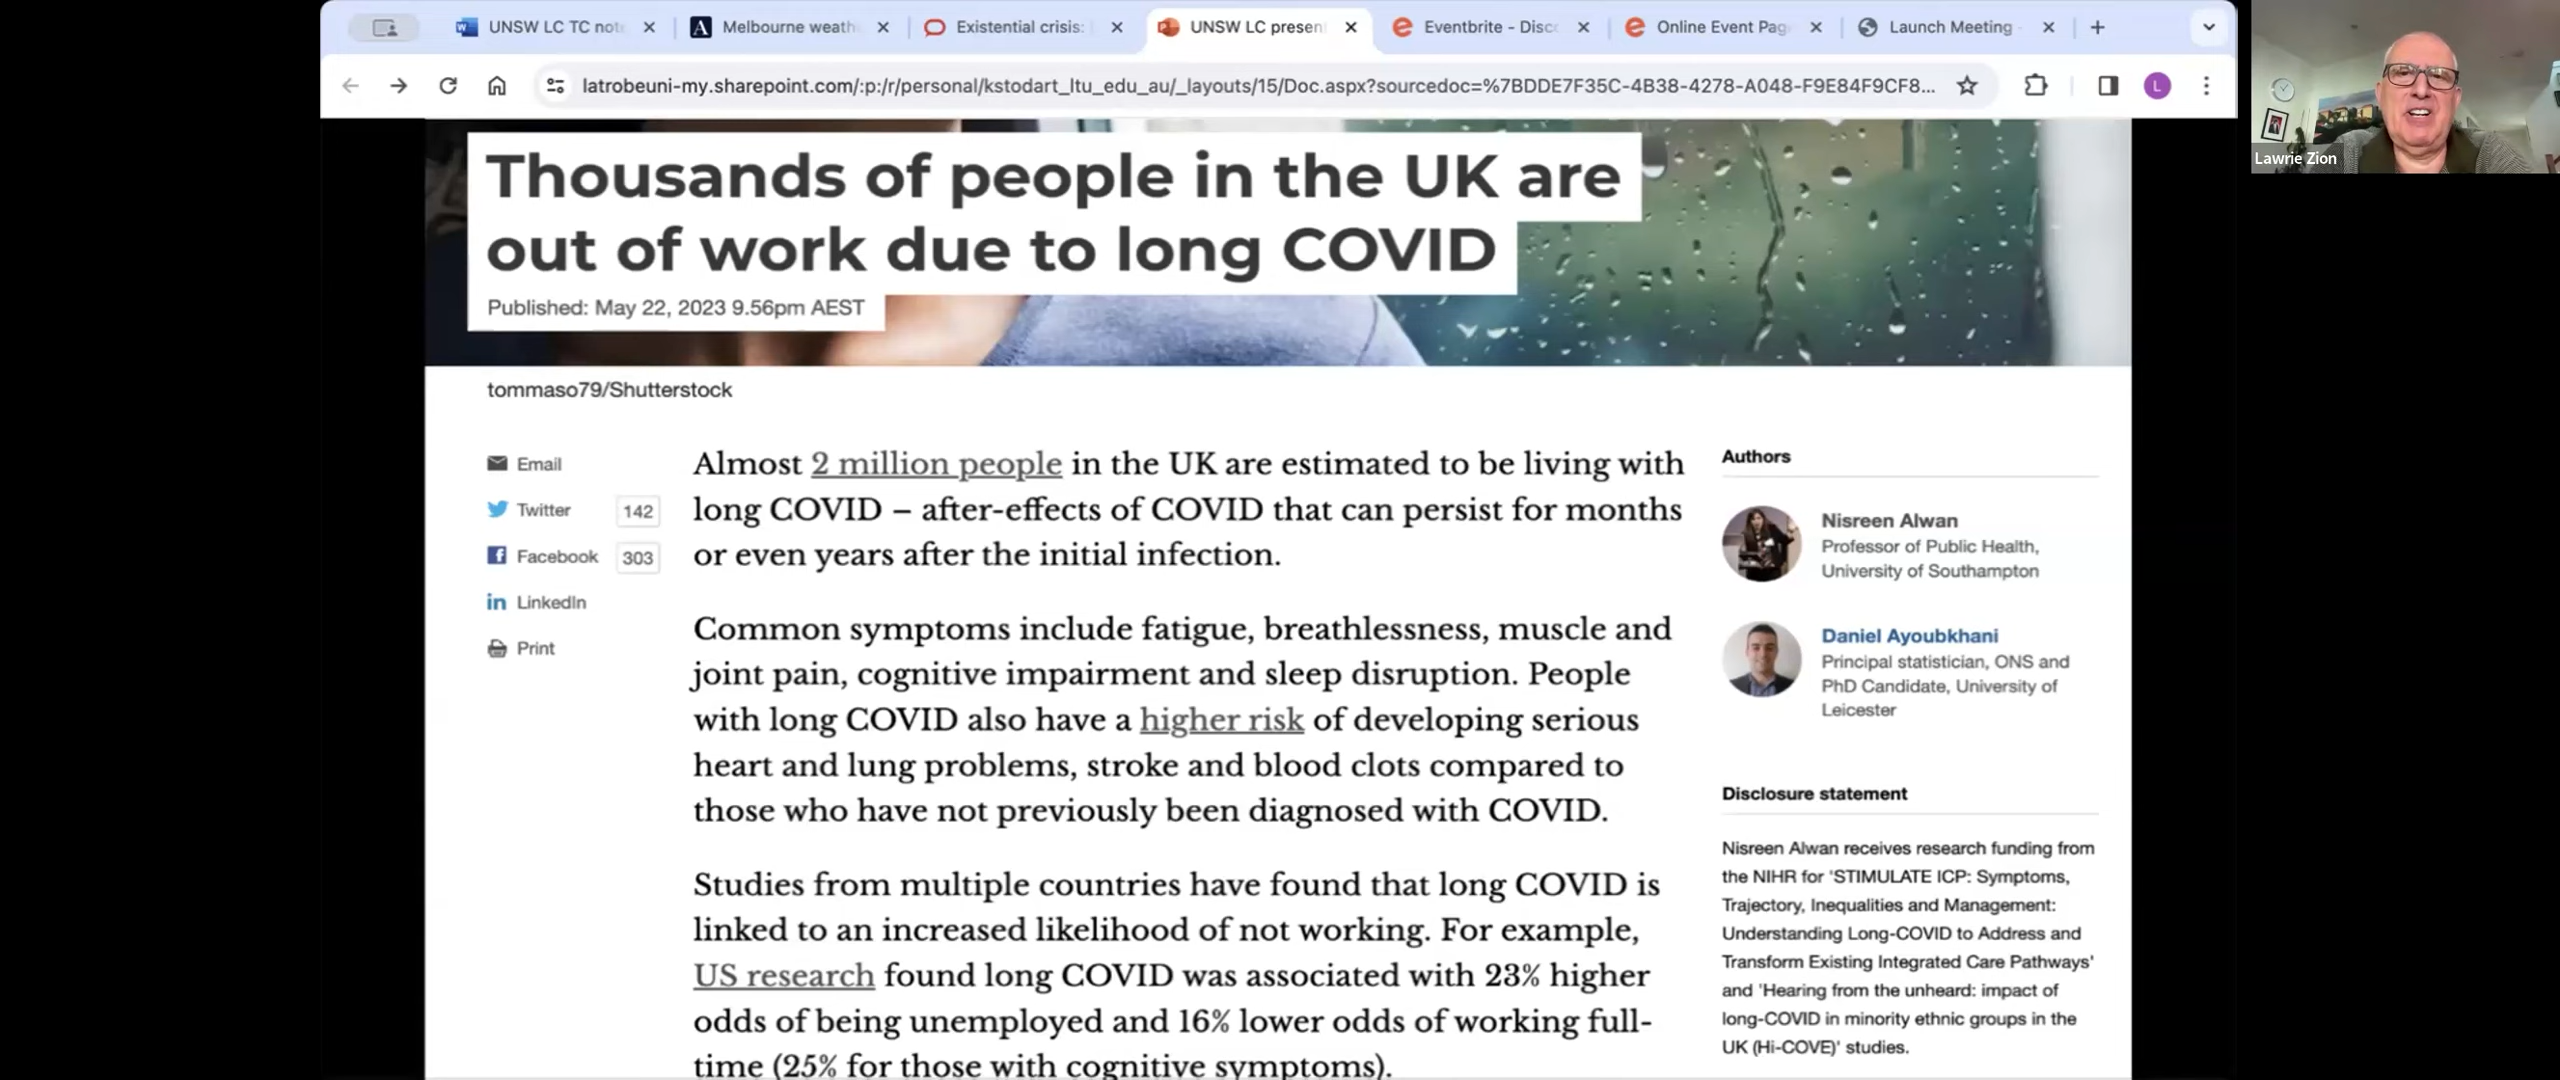 UNSW LC TC not
Melbourne weath
Existential crisis:
UNSW LC presen
Eventbrite - Disc
Online Event Pag
Launch Meeting -
latrobeuni-my.sharepoint.com/:p:/r/personal/kstodart_ltu_edu_au/_layouts/15/Doc.aspx?sourcedoc=%7BDDE7F35C-4B38-4278-A048-F9E84F9CF8...
L
Lawrie Zion
Thousands of people in the UK are
out of work due to long COVID
Published: May 22, 2023 9.56pm AEST
tommaso79/Shutterstock
Email
Twitter 142
Facebook 303
LinkedIn
Print
Almost 2 million people in the UK are estimated to be living with
long COVID – after-effects of COVID that can persist for months
or even years after the initial infection.
Common symptoms include fatigue, breathlessness, muscle and
joint pain, cognitive impairment and sleep disruption. People
with long COVID also have a higher risk of developing serious
heart and lung problems, stroke and blood clots compared to
those who have not previously been diagnosed with COVID.
Studies from multiple countries have found that long COVID is
linked to an increased likelihood of not working. For example,
US research found long COVID was associated with 23% higher
odds of being unemployed and 16% lower odds of working full-
time (25% for those with cognitive symptoms).
Authors
Nisreen Alwan
Professor of Public Health,
University of Southampton
Daniel Ayoubkhani
Principal statistician, ONS and
PhD Candidate, University of
Leicester
Disclosure statement
Nisreen Alwan receives research funding from
the NIHR for 'STIMULATE ICP: Symptoms,
Trajectory, Inequalities and Management:
Understanding Long-COVID to Address and
Transform Existing Integrated Care Pathways'
and 'Hearing from the unheard: impact of
long-COVID in minority ethnic groups in the
UK (Hi-COVE)' studies.